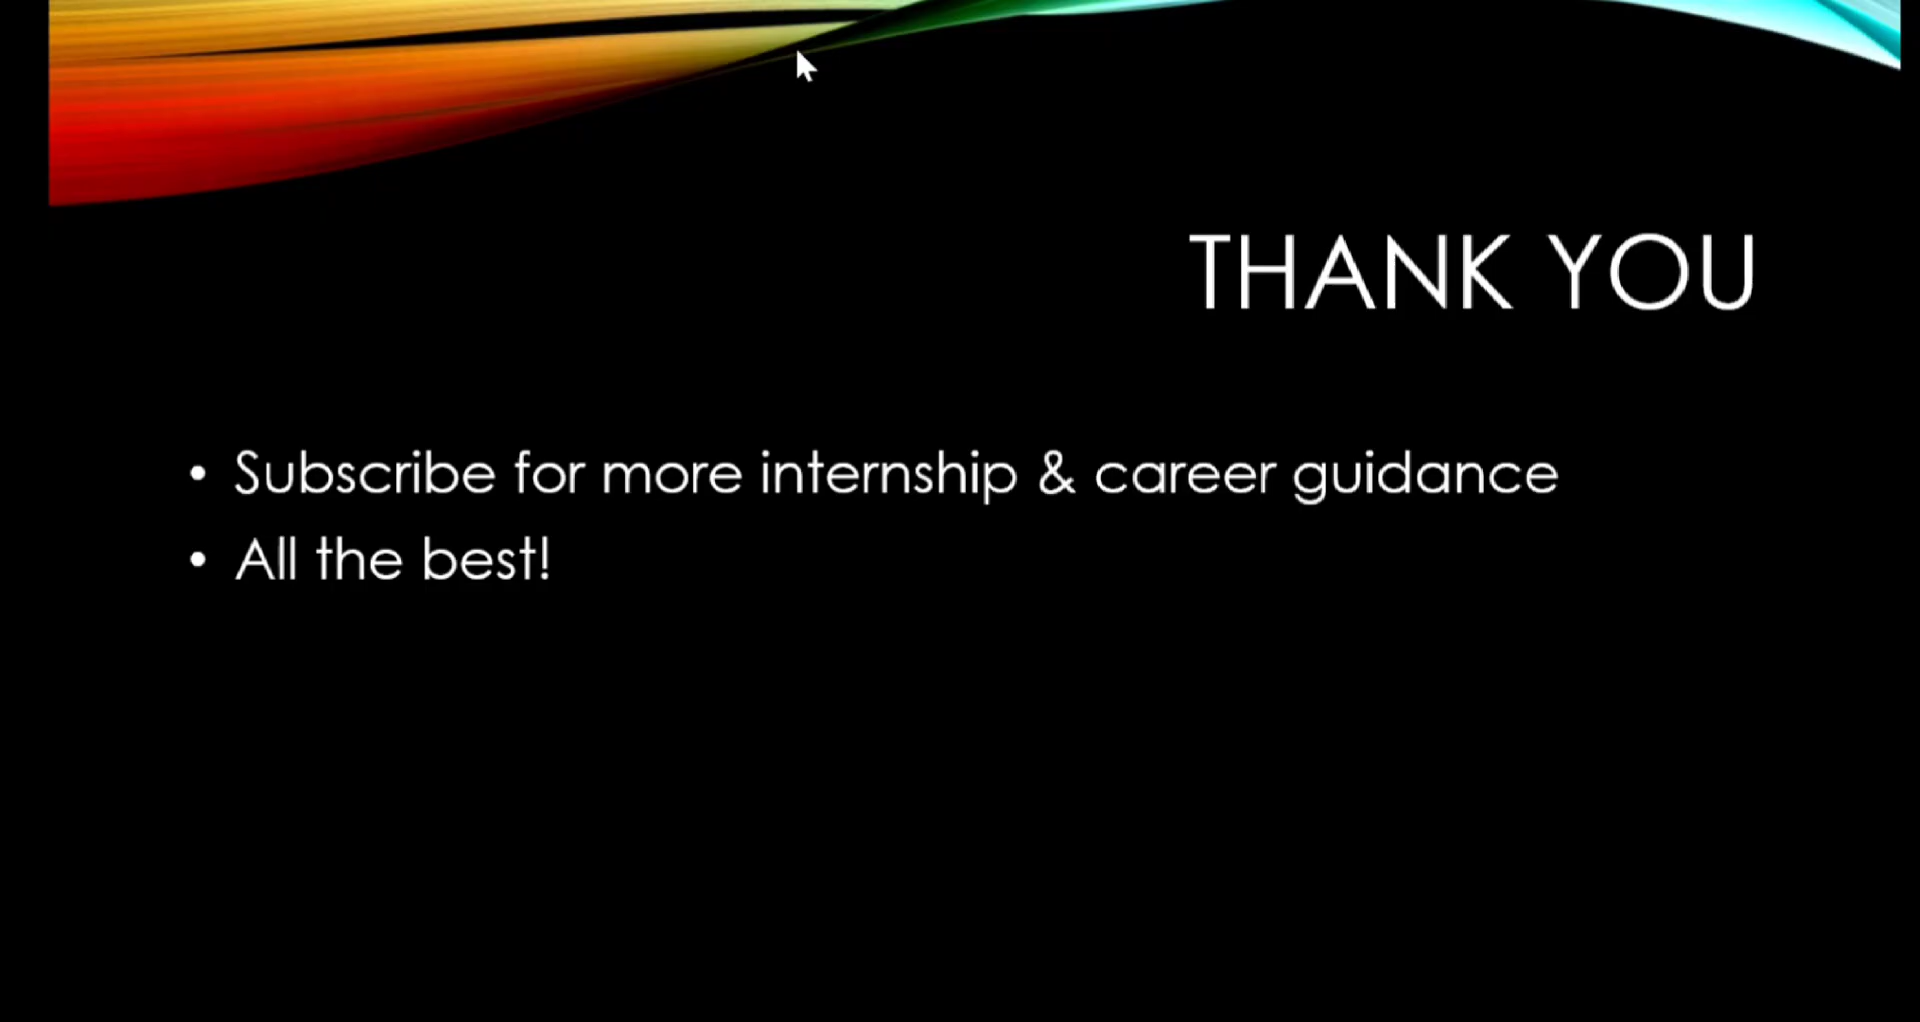 THANK YOU
• Subscribe for more internship & career guidance
• All the best!